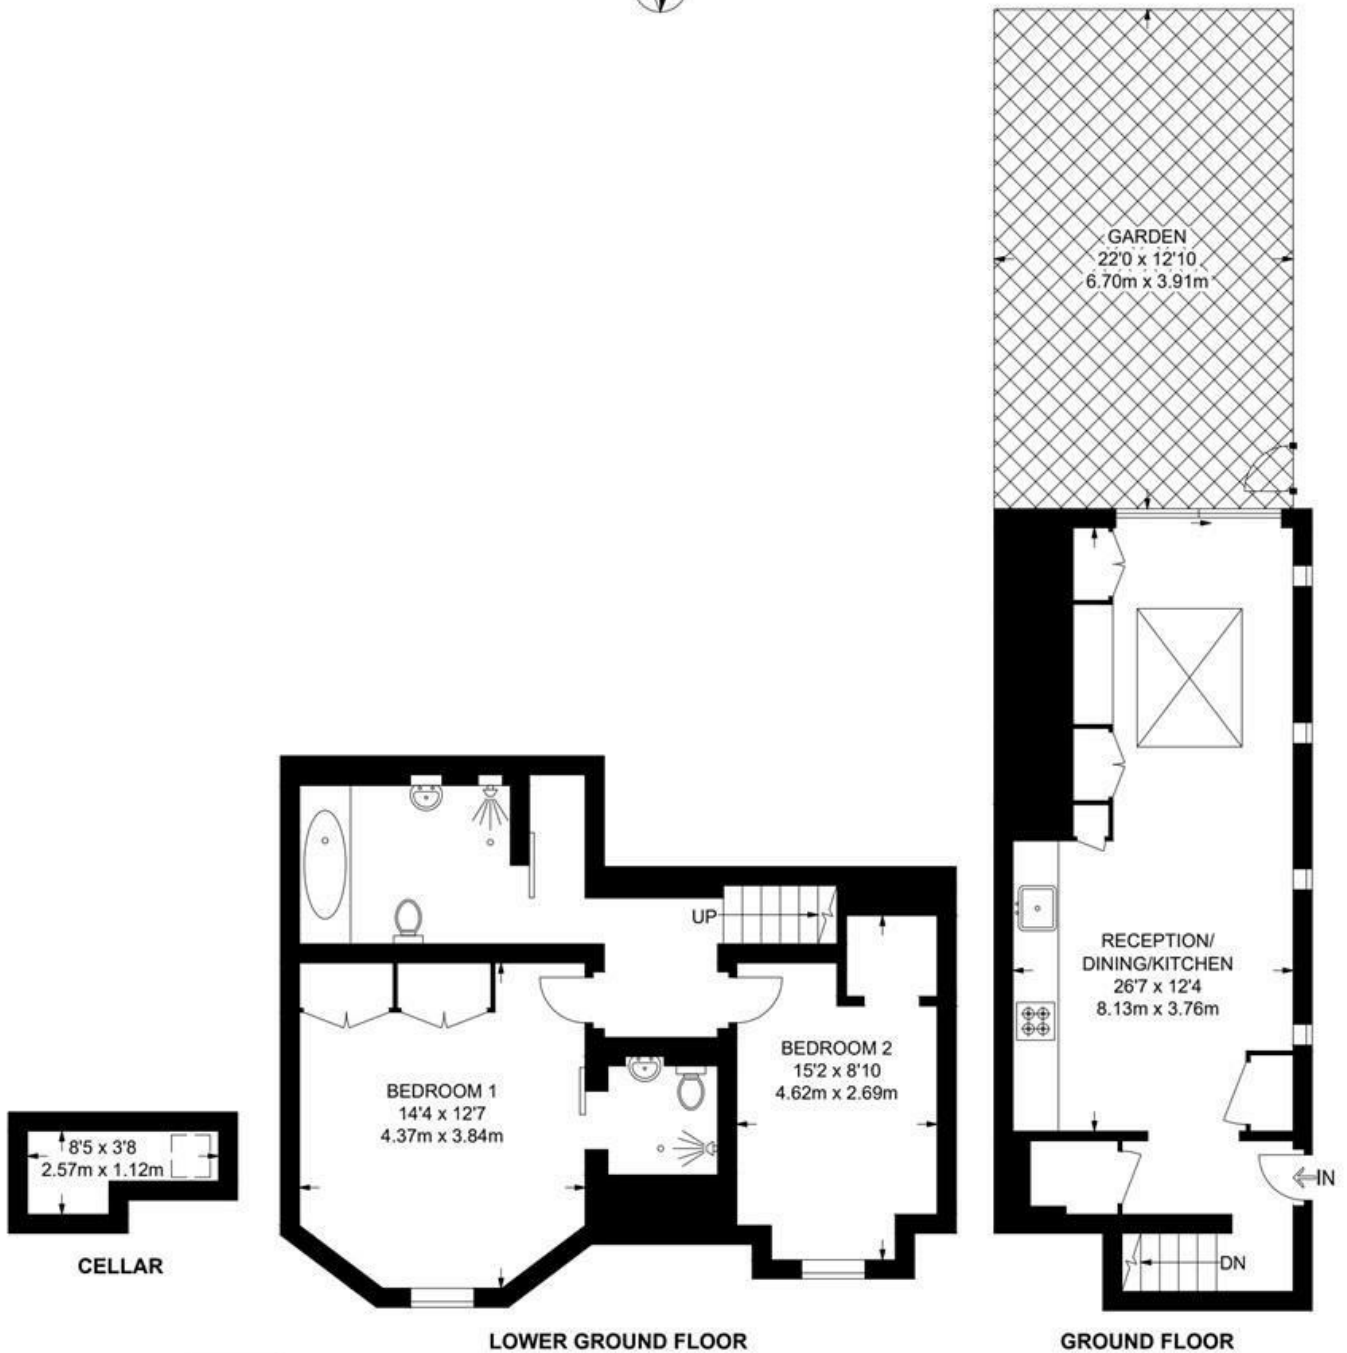 GARDEN
22'0 x 12'10
6.70m x 3.91m
RECEPTION/
DINING/KITCHEN
26'7 x 12'4
8.13m x 3.76m
IN
DN
GROUND FLOOR
UP
BEDROOM 1
14'4 x 12'7
4.37m x 3.84m
BEDROOM 2
15'2 x 8'10
4.62m x 2.69m
LOWER GROUND FLOOR
8'5 x 3'8
2.57m x 1.12m
CELLAR